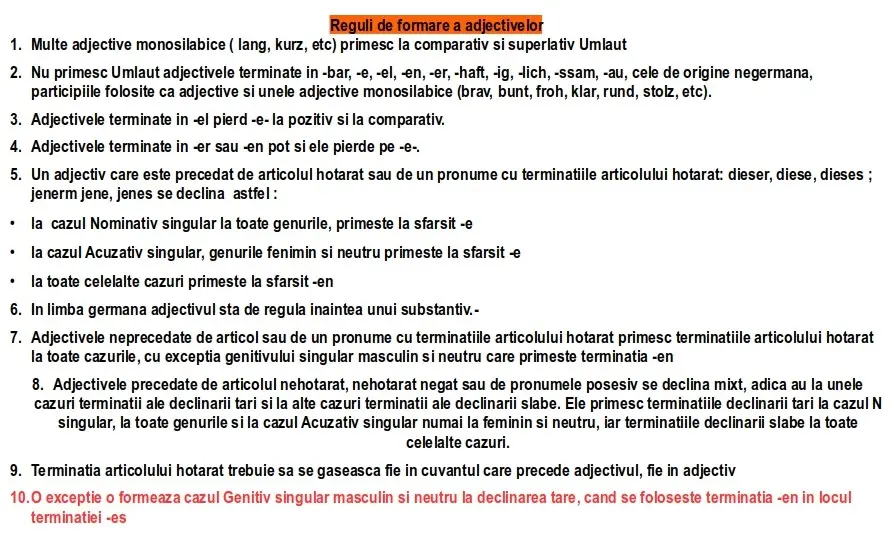 Reguli de formare a adjectivelor
1. Multe adjective monosilabice ( lang, kurz, etc) primesc la comparativ si superlativ Umlaut
2. Nu primesc Umlaut adjectivele terminate in -bar, -e, -el, -en, -er, -haft, -ig, -lich, -ssam, -au, cele de origine negermana,
participiile folosite ca adjective si unele adjective monosilabice (brav, bunt, froh, klar, rund, stolz, etc).
3. Adjectivele terminate in -el pierd -e- la pozitiv si la comparativ.
4. Adjectivele terminate in -er sau -en pot si ele pierde pe -e-.
5. Un adjectiv care este precedat de articolul hotarat sau de un pronume cu terminatiile articolului hotarat: dieser, diese, dieses ;
jenerm jene, jenes se declina astfel :
• la cazul Nominativ singular la toate genurile, primeste la sfarsit -e
• la cazul Acuzativ singular, genurile fenimin si neutru primeste la sfarsit -e
• la toate celelalte cazuri primeste la sfarsit -en
6. In limba germana adjectivul sta de regula inaintea unui substantiv.-
7. Adjectivele neprecedate de articol sau de un pronume cu terminatiile articolului hotarat primesc terminatiile articolului hotarat
la toate cazurile, cu exceptia genitivului singular masculin si neutru care primeste terminatia -en
8. Adjectivele precedate de articolul nehotarat, nehotarat negat sau de pronumele posesiv se declina mixt, adica au la unele
cazuri terminatii ale declinarii tari si la alte cazuri terminatii ale declinarii slabe. Ele primesc terminatiile declinarii tari la cazul N
singular, la toate genurile si la cazul Acuzativ singular numai la feminin si neutru, iar terminatiile declinarii slabe la toate
celelalte cazuri.
9. Terminatia articolului hotarat trebuie sa se gaseasca fie in cuvantul care precede adjectivul, fie in adjectiv
10. O exceptie o formeaza cazul Genitiv singular masculin si neutru la declinarea tare, cand se foloseste terminatia -en in locul
terminatiei -es